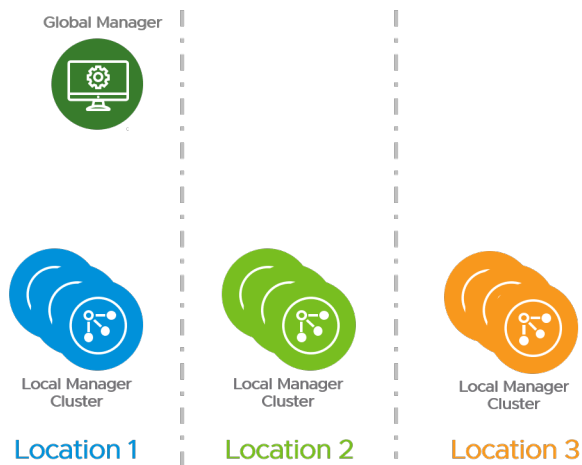 Global Manager
Local Manager
Cluster
Local Manager
Cluster
Local Manager
Cluster
Location 1
Location 2
Location 3